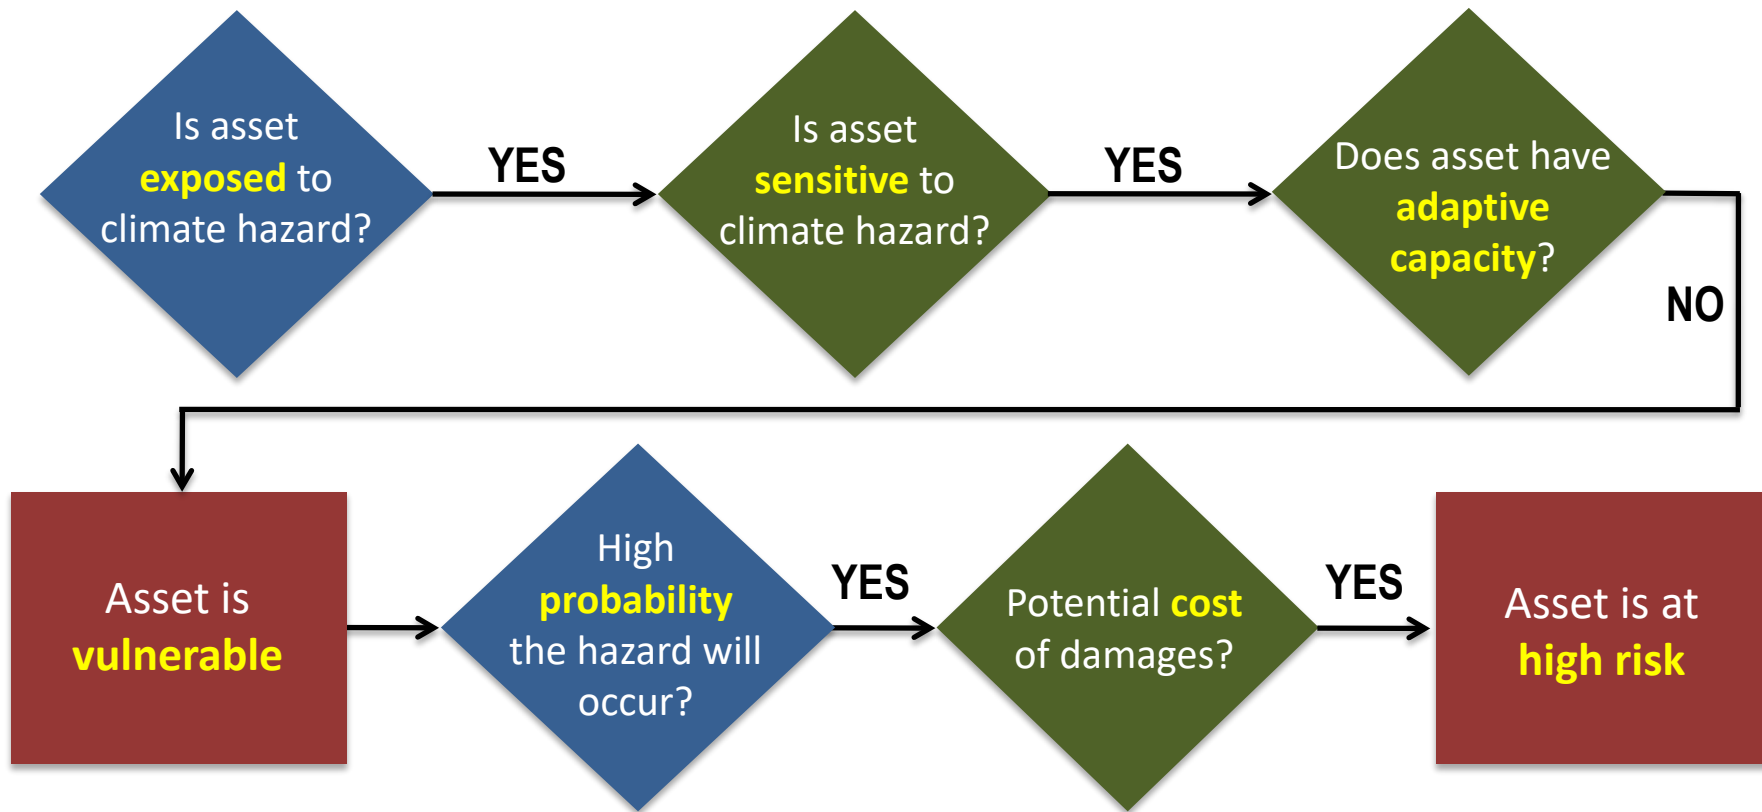 Is asset
exposed to
climate hazard?
YES
Is asset
sensitive to
climate hazard?
YES
Does asset have
adaptive
capacity?
NO
Asset is
vulnerable
High
probability
the hazard will
occur?
YES
Potential cost
of damages?
YES
Asset is at
high risk